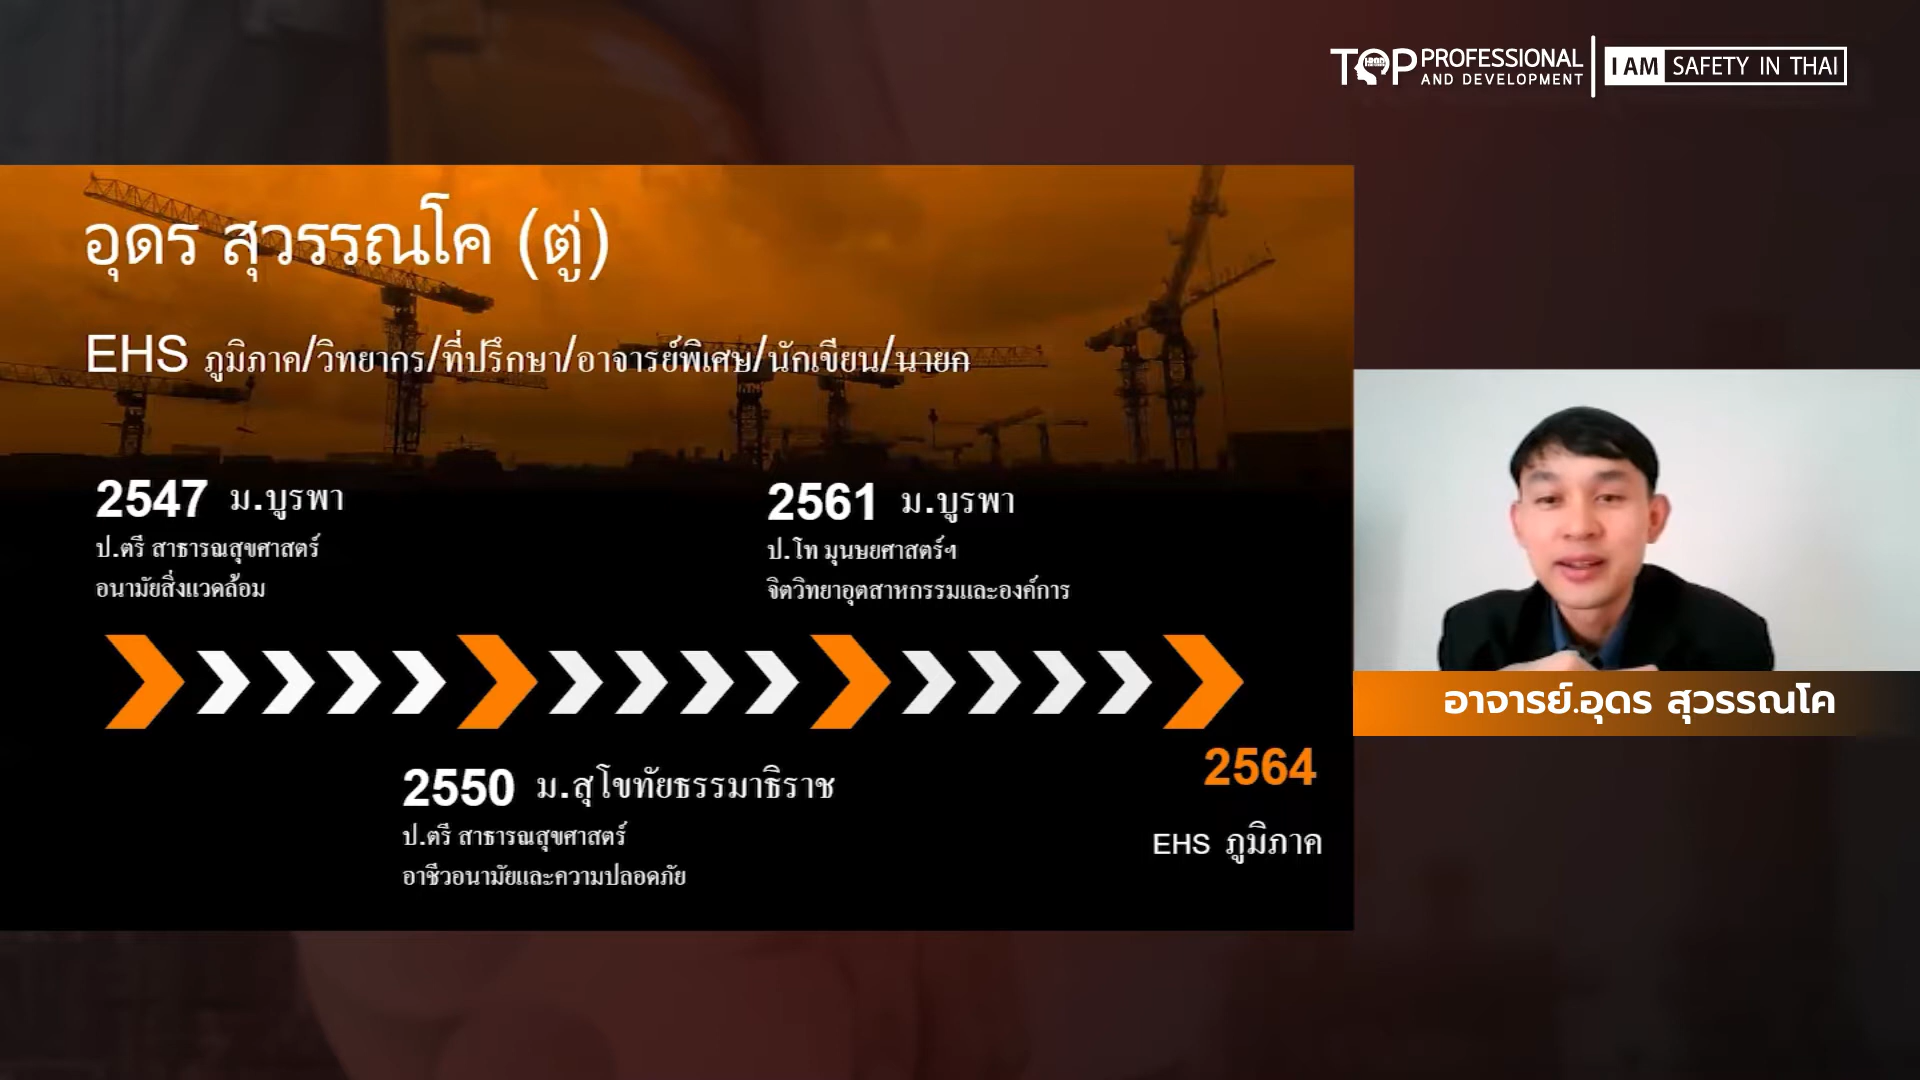 TOP PROFESSIONAL AND DEVELOPMENT
I AM SAFETY IN THAI
อุดร สุวรรณโค (ตู่)
EHS ภูมิภาค/วิทยากร/ที่ปรึกษา/อาจารย์พิเศษ/นักเขียน/นายก
2547 ม.บูรพา
ป.ตรี สาธารณสุขศาสตร์
อนามัยสิ่งแวดล้อม
2561 ม.บูรพา
ป.โท มุนษยศาสตร์ฯ
จิตวิทยาอุตสาหกรรมและองค์การ
2550 ม.สุโขทัยธรรมาธิราช
ป.ตรี สาธารณสุขศาสตร์
อาชีวอนามัยและความปลอดภัย
2564
EHS ภูมิภาค
อาจารย์.อุดร สุวรรณโค